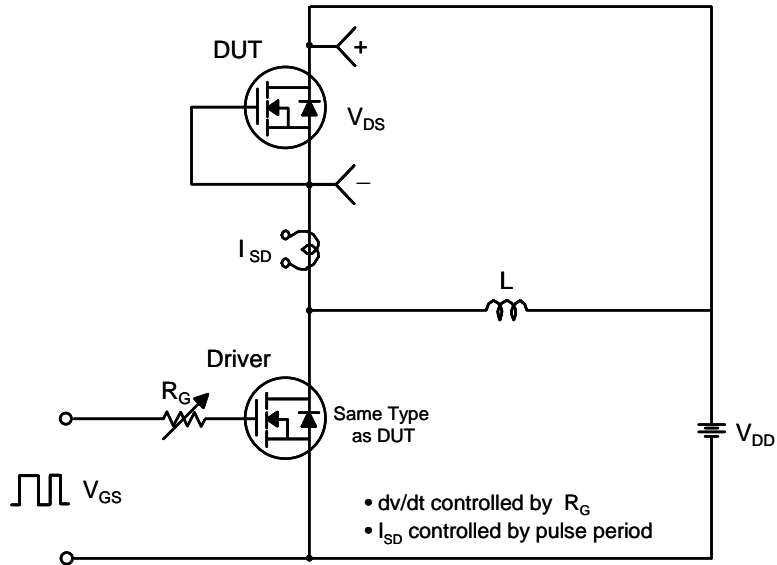 DUT
+
V_DS
–
I_SD
L
Driver
R_G
Same Type
as DUT
V_DD
V_GS
• dv/dt controlled by R_G
• I_SD controlled by pulse period